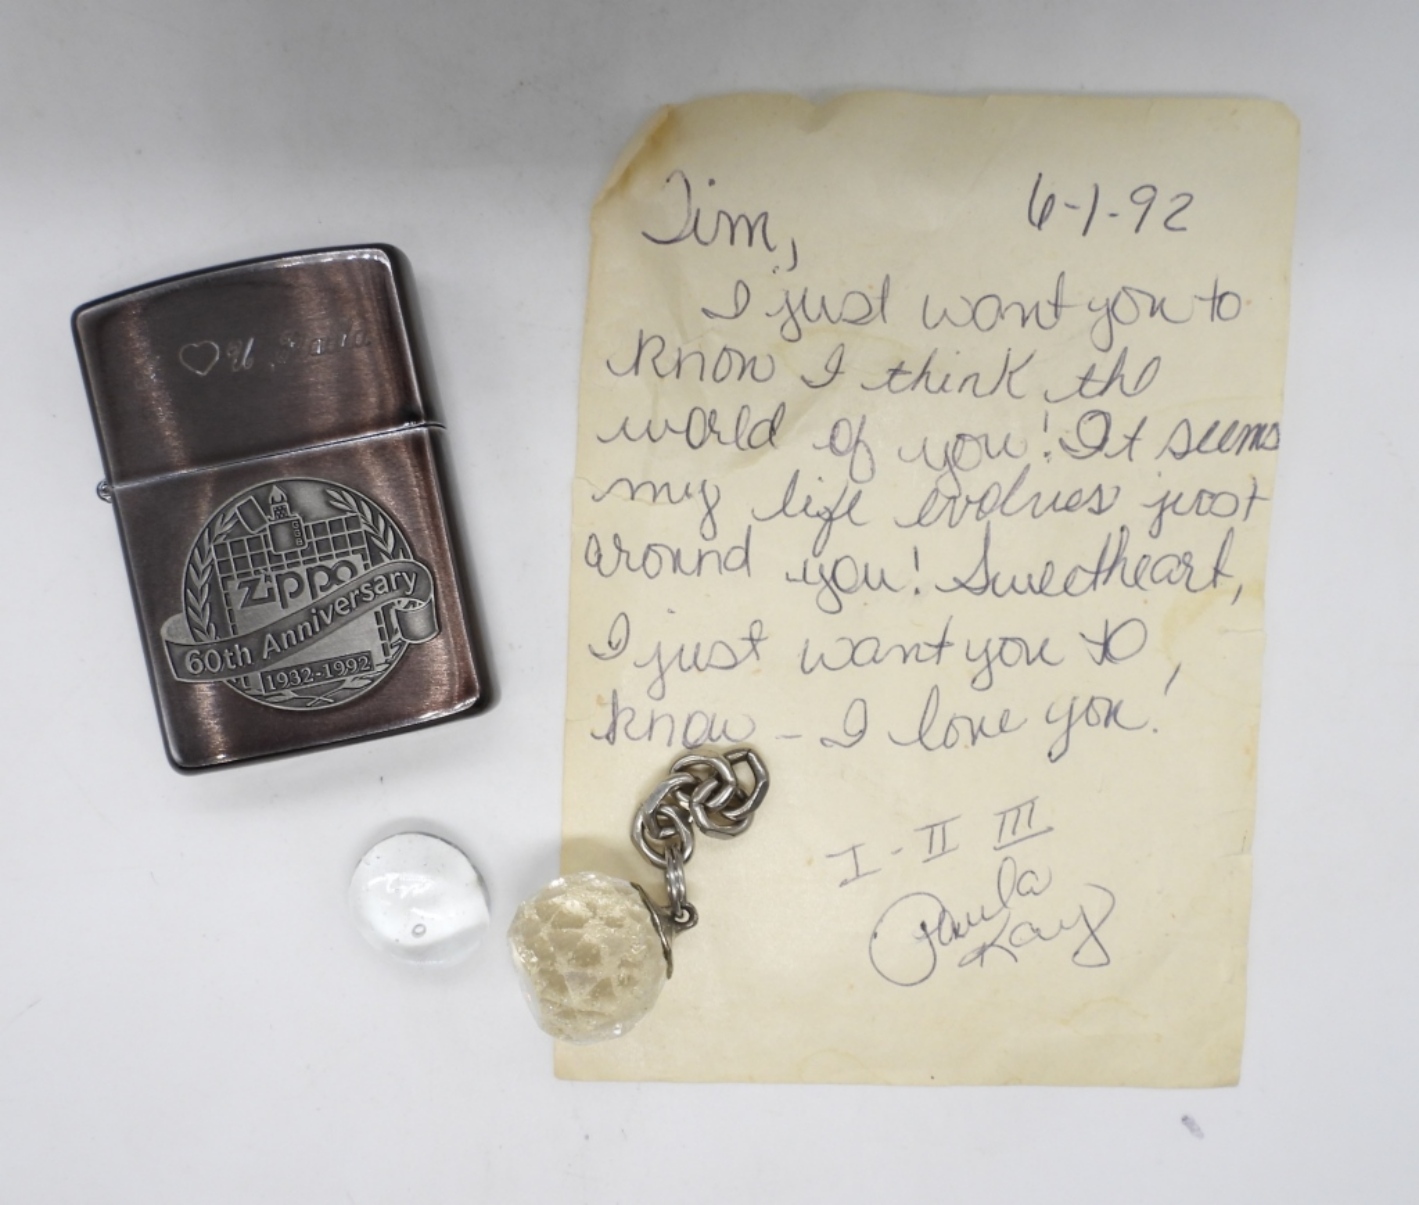 ♡ U, Paula
zippo
60th Anniversary
1932-1992
Tim,
6-1-92
I just want you to
know I think the
world of you! It seems
my life evolves just
around you! Sweetheart,
I just want you to
know - I love you!
I - II III
Paula
Kay